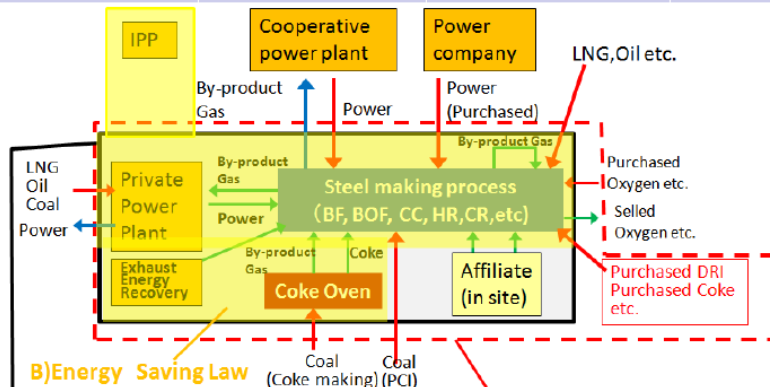 IPP
Cooperative
power plant
Power
company
LNG,Oil etc.
By-product
Gas
Power
Power
(Purchased)
By-product Gas
LNG
Oil
Coal
Power
Private
Power
Plant
By-product
Gas
Power
Steel making process
(BF, BOF, CC, HR,CR,etc)
Purchased
Oxygen etc.
Selled
Oxygen etc.
Exhaust
Energy
Recovery
By-product
Gas
Coke
Coke Oven
Affiliate
(in site)
Purchased DRI
Purchased Coke
etc.
B)Energy Saving Law
Coal
(Coke making)
Coal
(PCI)